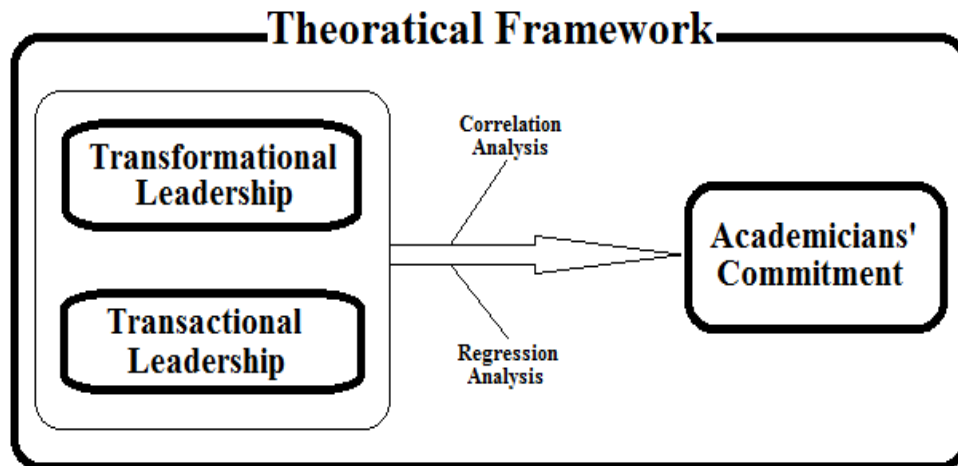 Theoratical Framework
Transformational
Leadership
Transactional
Leadership
Correlation
Analysis
Regression
Analysis
Academicians'
Commitment